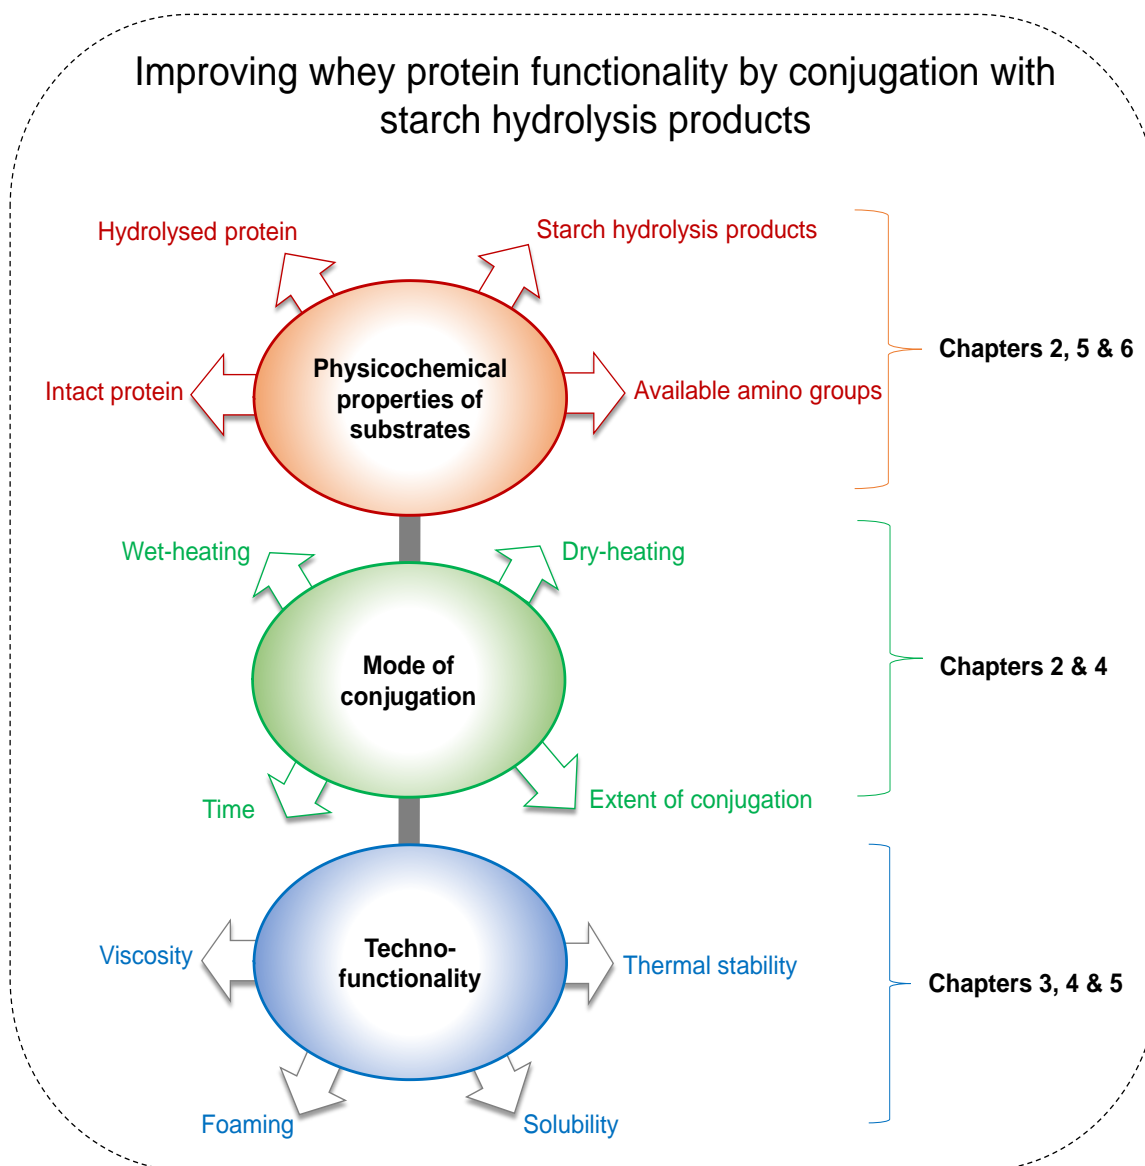 Improving whey protein functionality by conjugation with
starch hydrolysis products
Hydrolysed protein
Starch hydrolysis products
Intact protein
Physicochemical
properties of
substrates
Available amino groups
Chapters 2, 5 & 6
Wet-heating
Dry-heating
Mode of
conjugation
Chapters 2 & 4
Time
Extent of conjugation
Viscosity
Techno-
functionality
Thermal stability
Chapters 3, 4 & 5
Foaming
Solubility